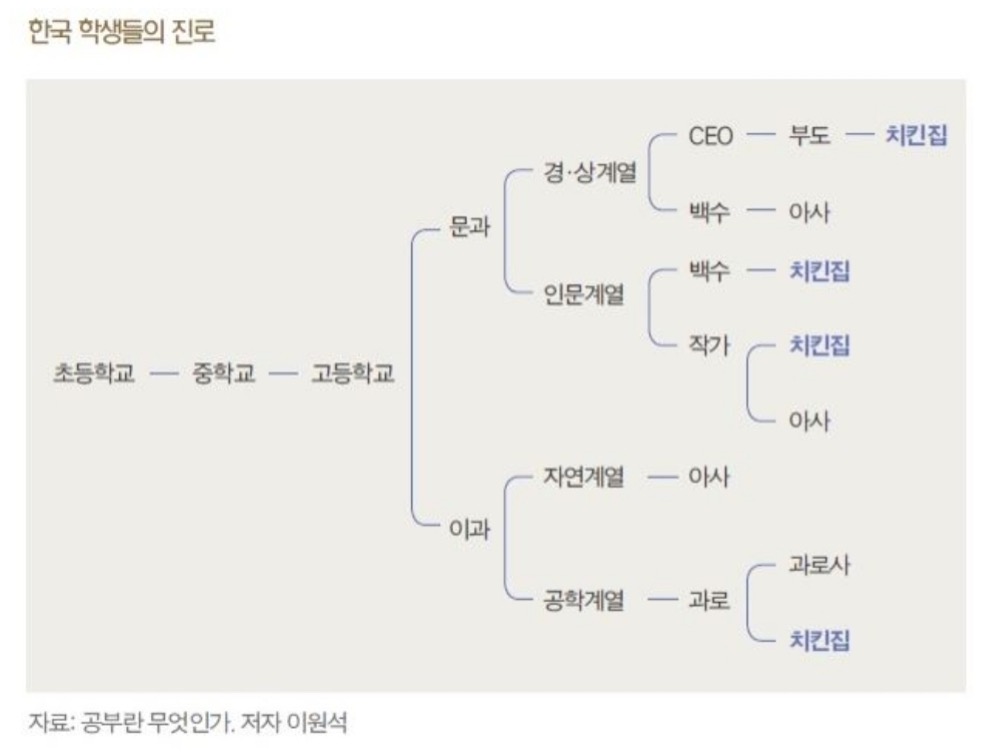 한국 학생들의 진로
CEO — 부도 — 치킨집
경·상계열
백수 — 아사
문과
백수 — 치킨집
인문계열
작가
치킨집
아사
초등학교 — 중학교 — 고등학교
자연계열 — 아사
이과
과로사
공학계열 — 과로
치킨집
자료: 공부란 무엇인가. 저자 이원석